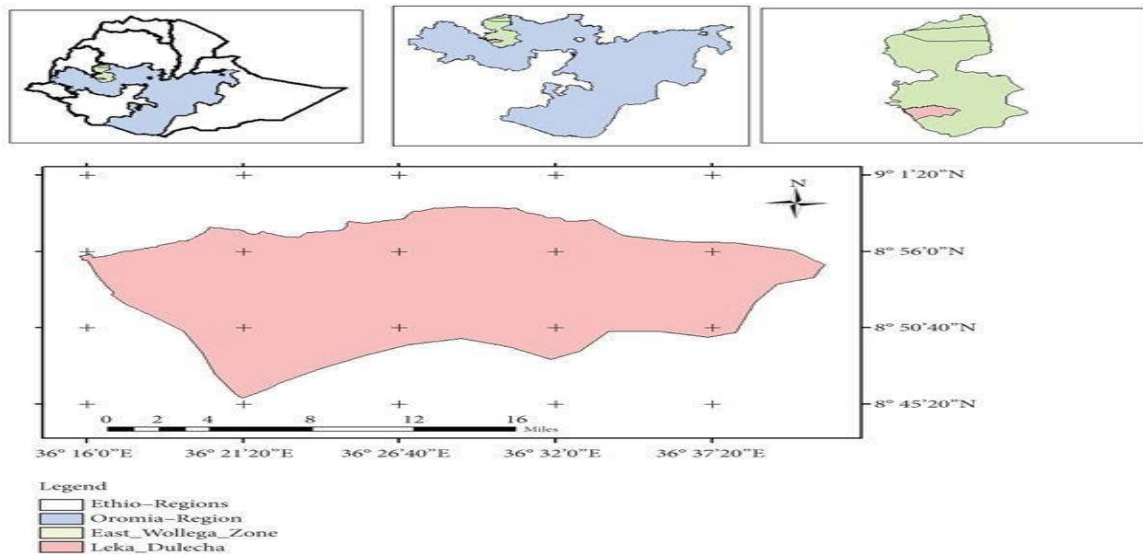 N
9° 1'20"N
8° 56'0"N
8° 50'40"N
8° 45'20"N
0 2 4 8 12 16
Miles
36° 16'0"E 36° 21'20"E 36° 26'40"E 36° 32'0"E 36° 37'20"E
Legend
Ethio-Regions
Oromia-Region
East_Wollega_Zone
Leka_Dulecha